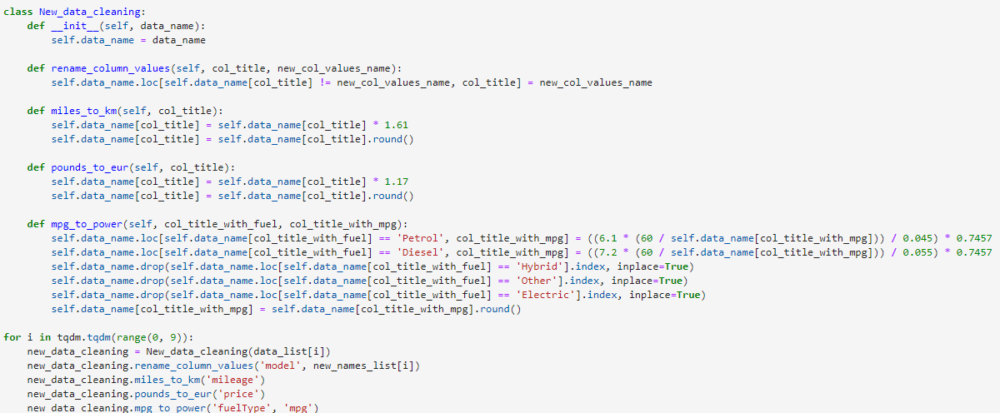 class New_data_cleaning:
    def __init__(self, data_name):
        self.data_name = data_name

    def rename_column_values(self, col_title, new_col_values_name):
        self.data_name.loc[self.data_name[col_title] != new_col_values_name, col_title] = new_col_values_name

    def miles_to_km(self, col_title):
        self.data_name[col_title] = self.data_name[col_title] * 1.61
        self.data_name[col_title] = self.data_name[col_title].round()

    def pounds_to_eur(self, col_title):
        self.data_name[col_title] = self.data_name[col_title] * 1.17
        self.data_name[col_title] = self.data_name[col_title].round()

    def mpg_to_power(self, col_title_with_fuel, col_title_with_mpg):
        self.data_name.loc[self.data_name[col_title_with_fuel] == 'Petrol', col_title_with_mpg] = ((6.1 * (60 / self.data_name[col_title_with_mpg])) / 0.045) * 0.7457
        self.data_name.loc[self.data_name[col_title_with_fuel] == 'Diesel', col_title_with_mpg] = ((7.2 * (60 / self.data_name[col_title_with_mpg])) / 0.055) * 0.7457
        self.data_name.drop(self.data_name.loc[self.data_name[col_title_with_fuel] == 'Hybrid'].index, inplace=True)
        self.data_name.drop(self.data_name.loc[self.data_name[col_title_with_fuel] == 'Other'].index, inplace=True)
        self.data_name.drop(self.data_name.loc[self.data_name[col_title_with_fuel] == 'Electric'].index, inplace=True)
        self.data_name[col_title_with_mpg] = self.data_name[col_title_with_mpg].round()

for i in tqdm.tqdm(range(0, 9)):
    new_data_cleaning = New_data_cleaning(data_list[i])
    new_data_cleaning.rename_column_values('model', new_names_list[i])
    new_data_cleaning.miles_to_km('mileage')
    new_data_cleaning.pounds_to_eur('price')
    new_data_cleaning.mpg_to_power('fuelType', 'mpg')